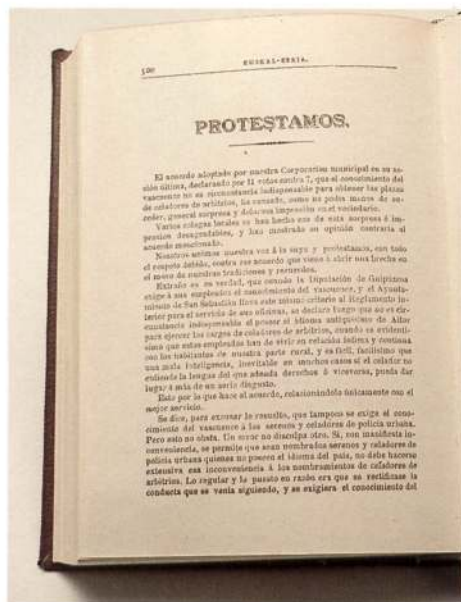 500
EUSKAL-ERRIA.
PROTESTAMOS.
El acuerdo adoptado por nuestra Corporacion municipal en su se-
sión última, declarando por 11 votos contra 7, que el conocimiento del
vascuence no es circunstancia indispensable para obtener las plazas
de celadores de arbitrios, ha causado, como no podia menos de su-
ceder, general sorpresa y dolorosa impresión en el vecindario.
Varios colegas locales se han hecho eco de esta sorpresa é im-
presion desagradables, y han mostrado su opinión contraria al
acuerdo mencionado.
Nosotros unimos nuestra voz á la suya y protestamos, con todo
el respeto debido, contra ese acuerdo que viene á abrir una brecha en
el muro de nuestras tradiciones y recuerdos.
Extraño es en verdad, que cuando la Diputación de Guipúzcoa
exige á sus empleados el conocimiento del vascuence, y el Ayunta-
miento de San Sebastián lleva este mismo criterio al Reglamento in-
terior para el servicio de sus oficinas, se declare luego que no es cir-
cunstancia indispensable el poseer el idioma antiquísimo de Aitor
para ejercer los cargos de celadores de arbitrios, cuando es evidentí-
simo que estos empleados han de vivir en relación íntima y continua
con los habitantes de nuestra parte rural, y es fácil, facilísimo que
una mala inteligencia, inevitable en muchos casos si el celador no
entiende la lengua del que adeuda derechos ó viceversa, pueda dar
lugar á más de un serio disgusto.
Esto por lo que hace al acuerdo, relacionándolo únicamente con el
mejor servicio.
Se dice, para excusar lo resuelto, que tampoco se exige el cono-
cimiento del vascuence á los serenos y celadores de policía urbana.
Pero esto no obsta. Un error no disculpa otro. Si, con manifiesta in-
conveniencia, se permite que sean nombrados serenos y celadores de
policía urbana quienes no poseen el idioma del país, no debe hacerse
extensiva esa inconveniencia á los nombramientos de celadores de
arbitrios. Lo regular y lo puesto en razón era que se rectificase la
conducta que se venía siguiendo, y se exigiera el conocimiento del